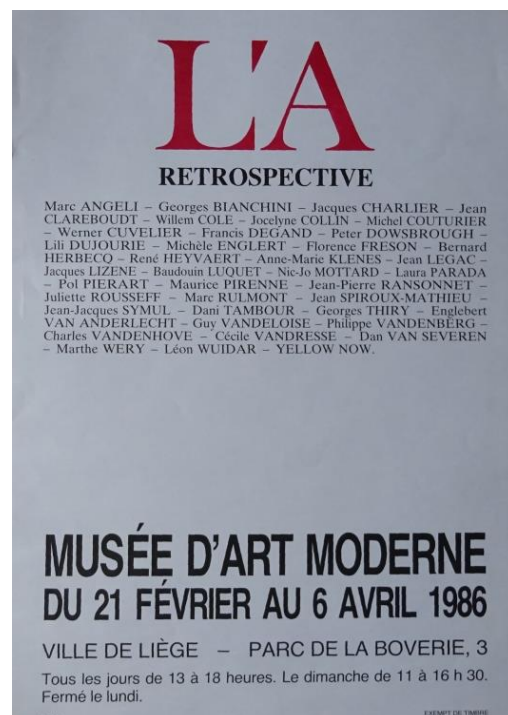 L'A
RETROSPECTIVE
Marc ANGELI – Georges BIANCHINI – Jacques CHARLIER – Jean
CLAREBOUDT – Willem COLE – Jocelyne COLLIN – Michel COUTURIER
– Werner CUVELIER – Francis DEGAND – Peter DOWSBROUGH –
Lili DUJOURIE – Michèle ENGLERT – Florence FRESON – Bernard
HERBECQ – René HEYVAERT – Anne-Marie KLENES – Jean LEGAC –
Jacques LIZENE – Baudouin LUQUET – Nic-Jo MOTTARD – Laura PARADA
– Pol PIERART – Maurice PIRENNE – Jean-Pierre RANSONNET –
Juliette ROUSSEFF – Marc RULMONT – Jean SPIROUX-MATHIEU –
Jean-Jacques SYMUL – Dani TAMBOUR – Georges THIRY – Englebert
VAN ANDERLECHT – Guy VANDELOISE – Philippe VANDENBERG –
Charles VANDENHOVE – Cécile VANDRESSE – Dan VAN SEVEREN
– Marthe WERY – Léon WUIDAR – YELLOW NOW.
MUSÉE D'ART MODERNE
DU 21 FÉVRIER AU 6 AVRIL 1986
VILLE DE LIÈGE – PARC DE LA BOVERIE, 3
Tous les jours de 13 à 18 heures. Le dimanche de 11 à 16 h 30.
Fermé le lundi.
EXEMPT DE TIMBRE